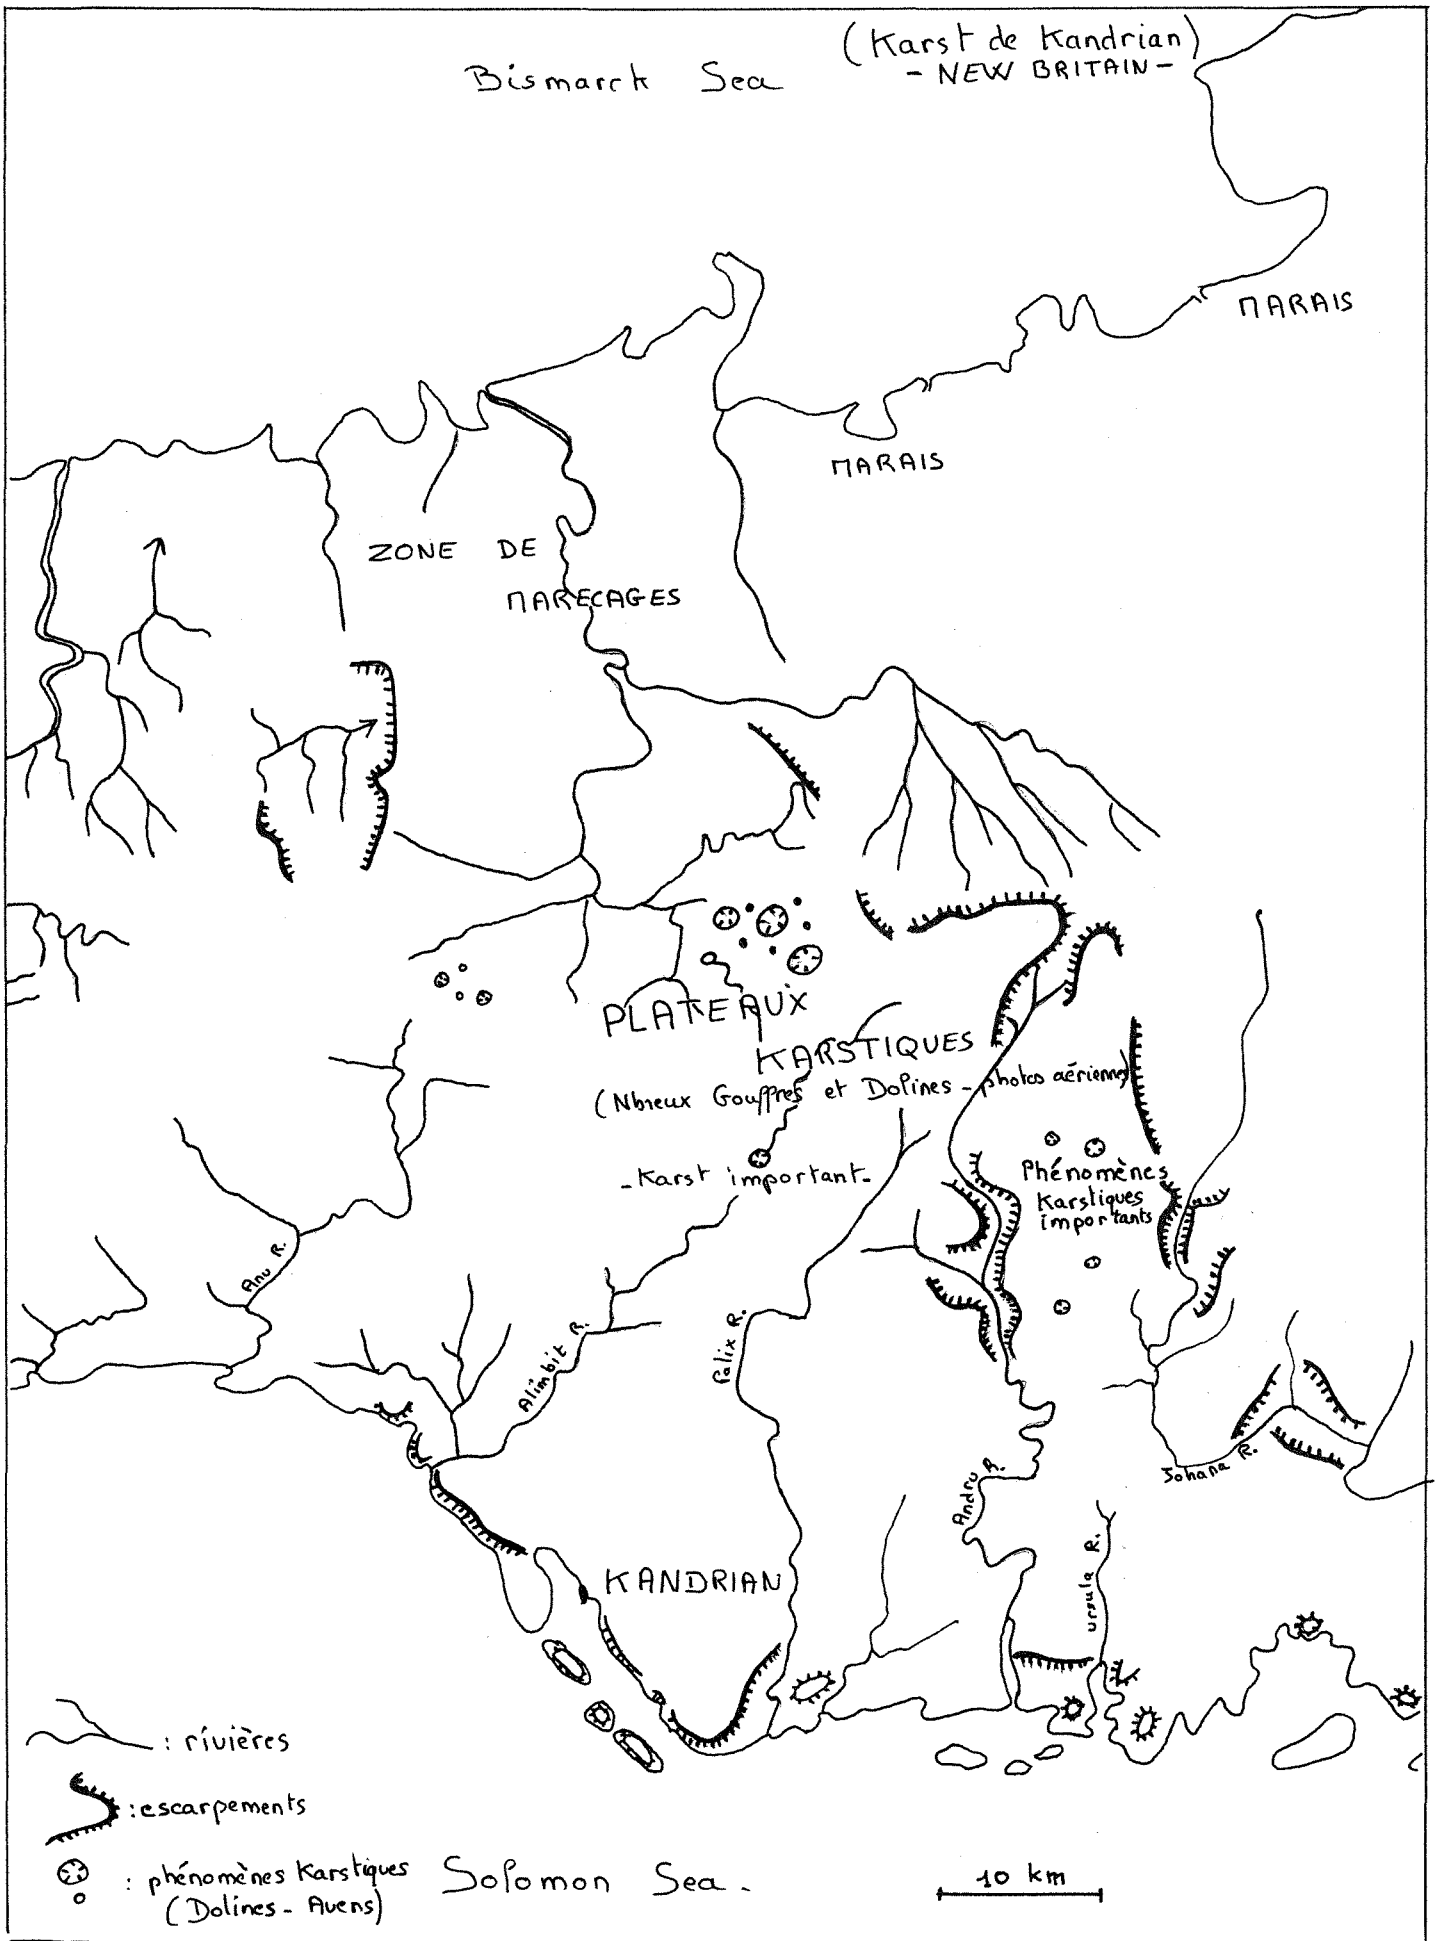 (Karst de Kandrian)
- NEW BRITAIN -
Bismarck Sea
MARAIS
MARAIS
ZONE DE
MARECAGES
PLATEAUX
KARSTIQUES
(Nbreux Gouffres et Dolines - photos aériennes)
- Karst important -
Phénomènes
Karstiques
importants
Anu R.
Alimbit R.
Palix R.
Andru R.
Johana R.
ursula R.
KANDRIAN
: rivières
: escarpements
: phénomènes Karstiques
(Dolines - Avens)
Solomon Sea -
10 km